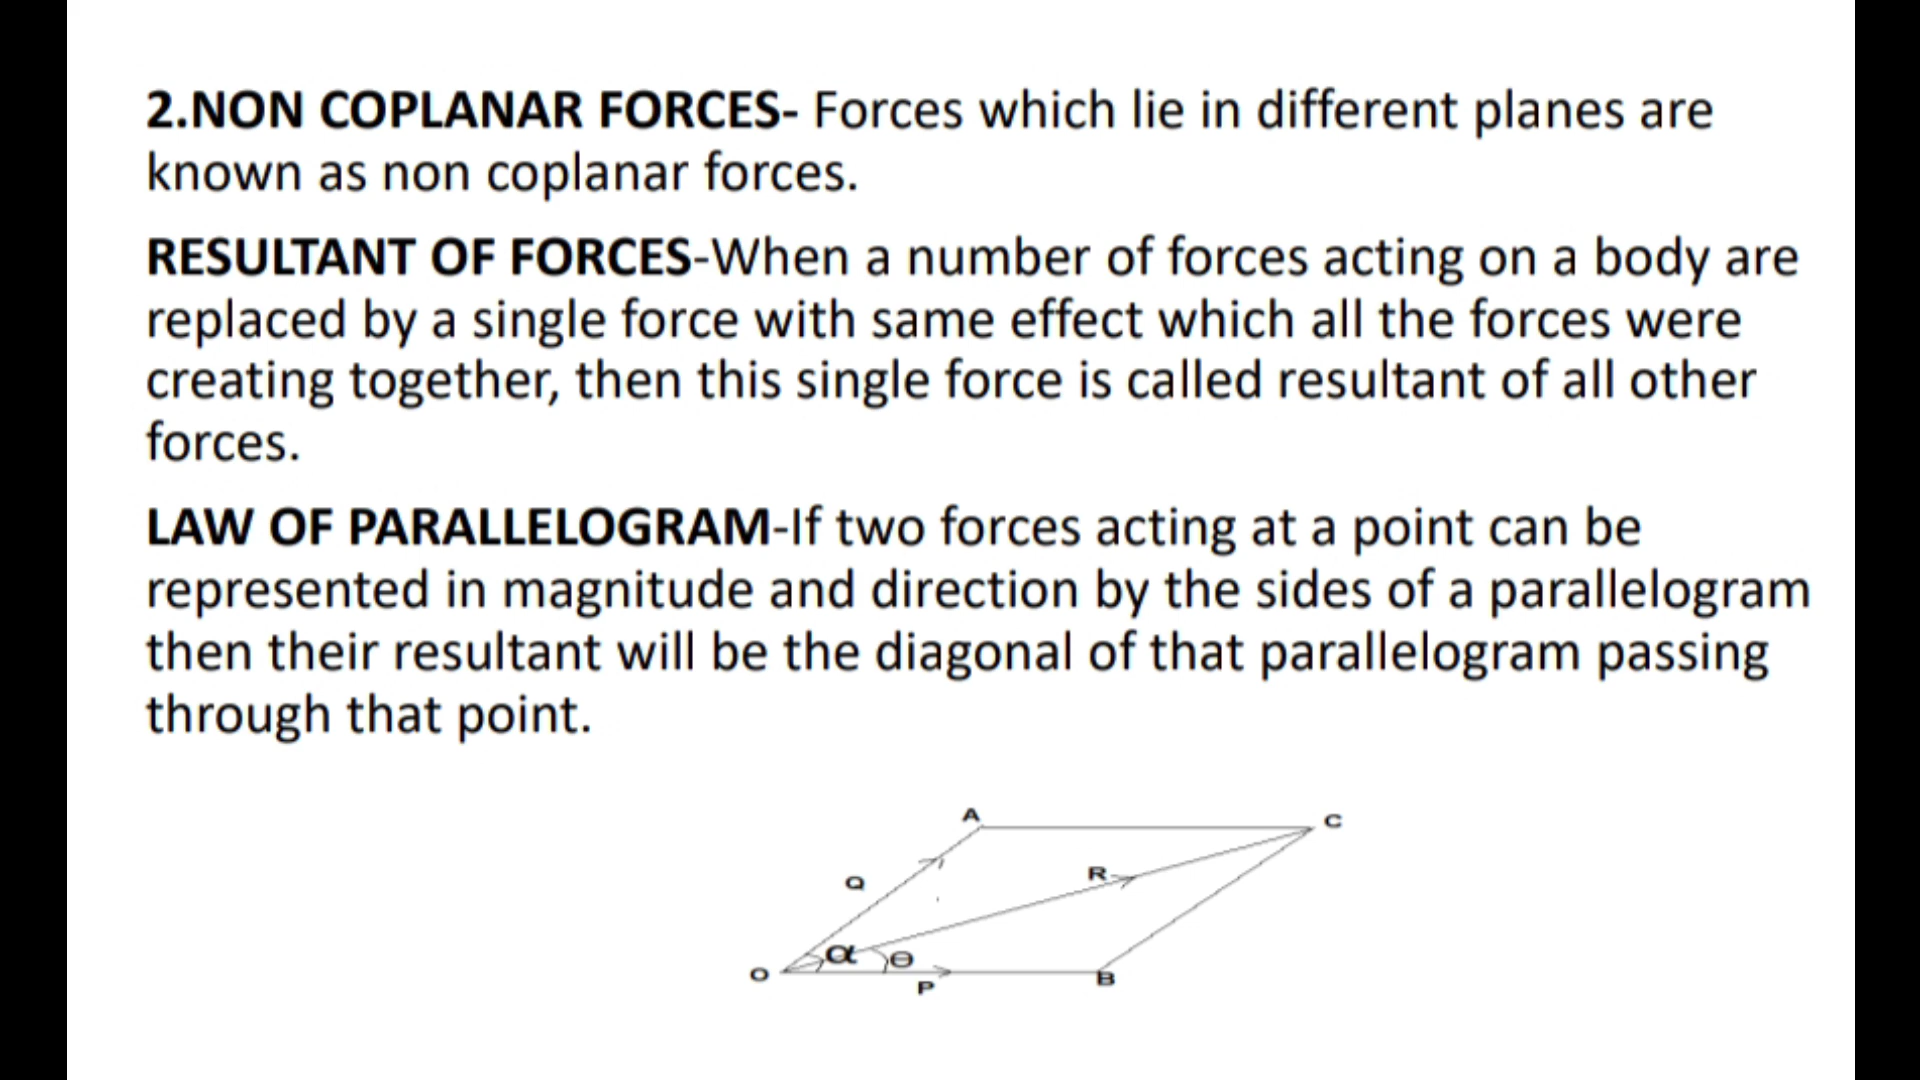 2.NON COPLANAR FORCES- Forces which lie in different planes are
known as non coplanar forces.
RESULTANT OF FORCES-When a number of forces acting on a body are
replaced by a single force with same effect which all the forces were
creating together, then this single force is called resultant of all other
forces.
LAW OF PARALLELOGRAM-If two forces acting at a point can be
represented in magnitude and direction by the sides of a parallelogram
then their resultant will be the diagonal of that parallelogram passing
through that point.
A
C
R
Q
α
Θ
O
B
P